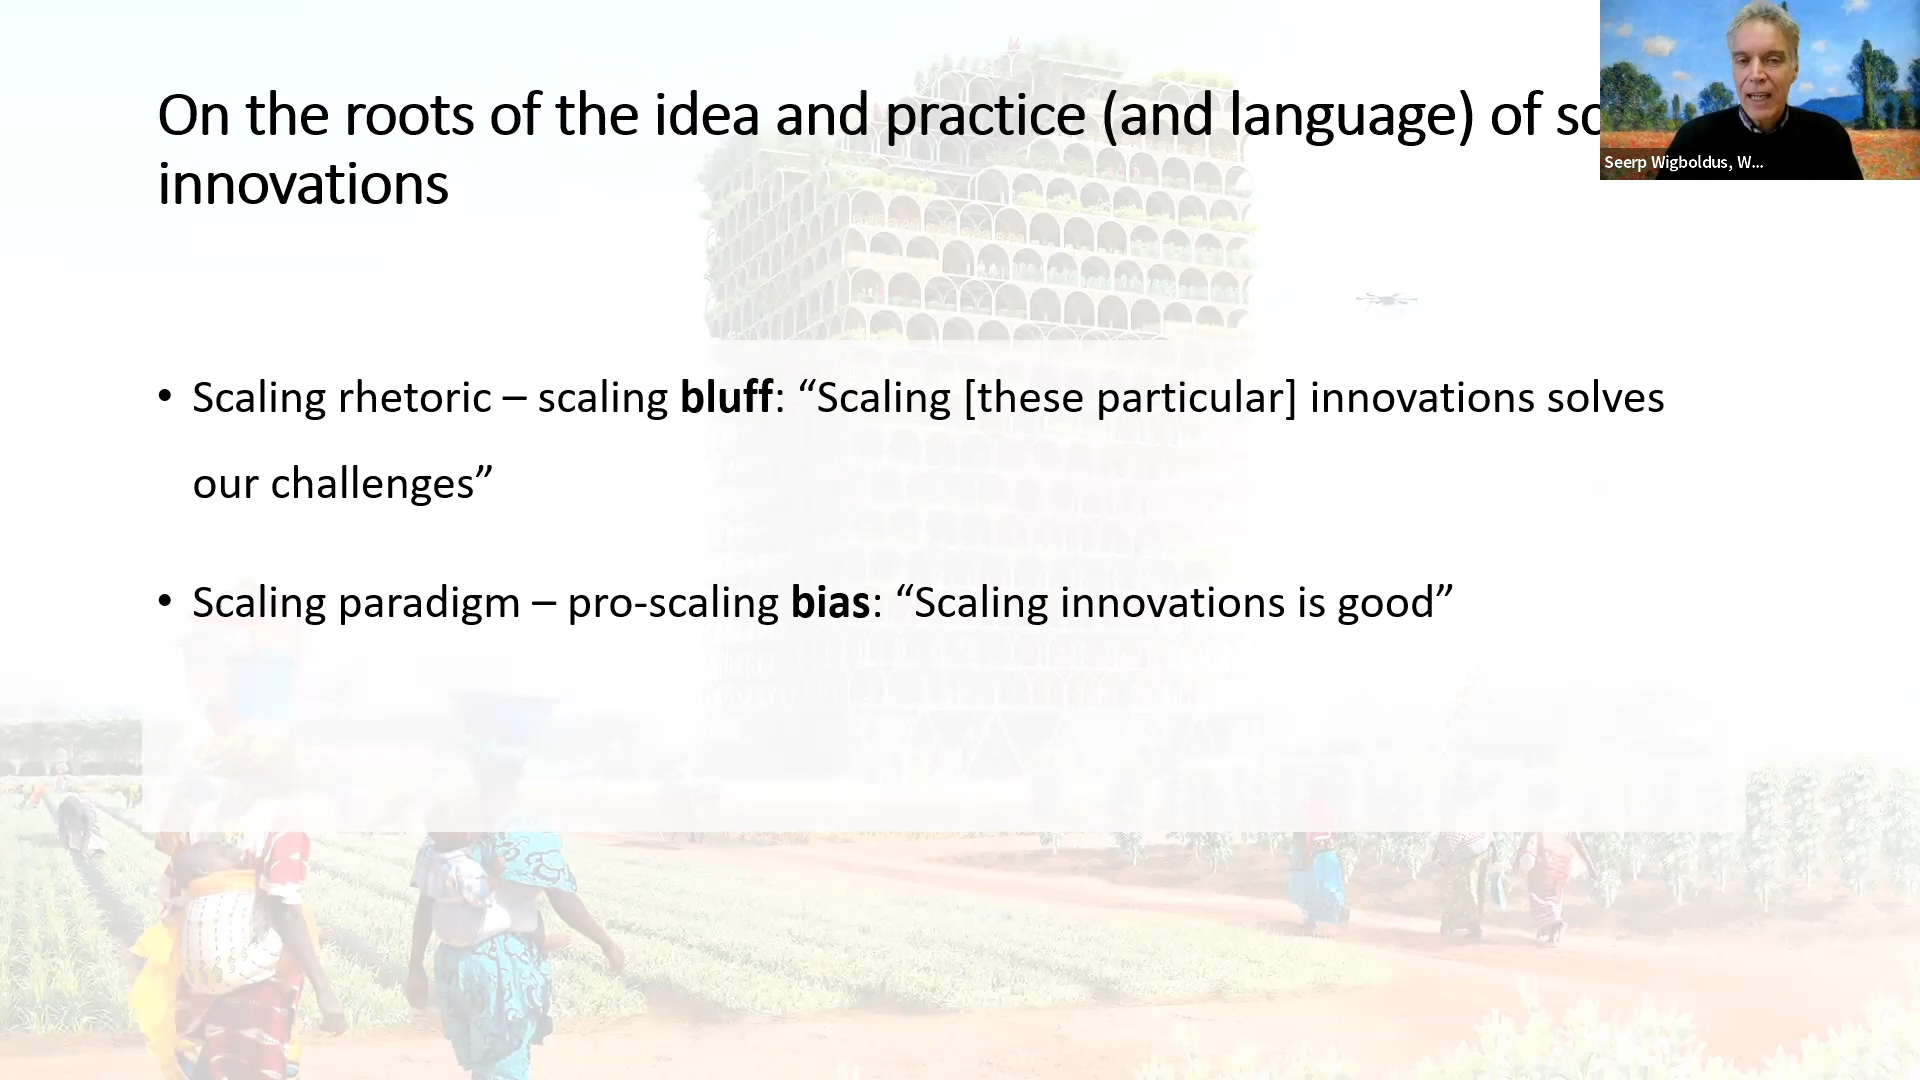 On the roots of the idea and practice (and language) of sc
innovations
Seerp Wigboldus, W...
• Scaling rhetoric – scaling bluff: “Scaling [these particular] innovations solves
our challenges”
• Scaling paradigm – pro-scaling bias: “Scaling innovations is good”